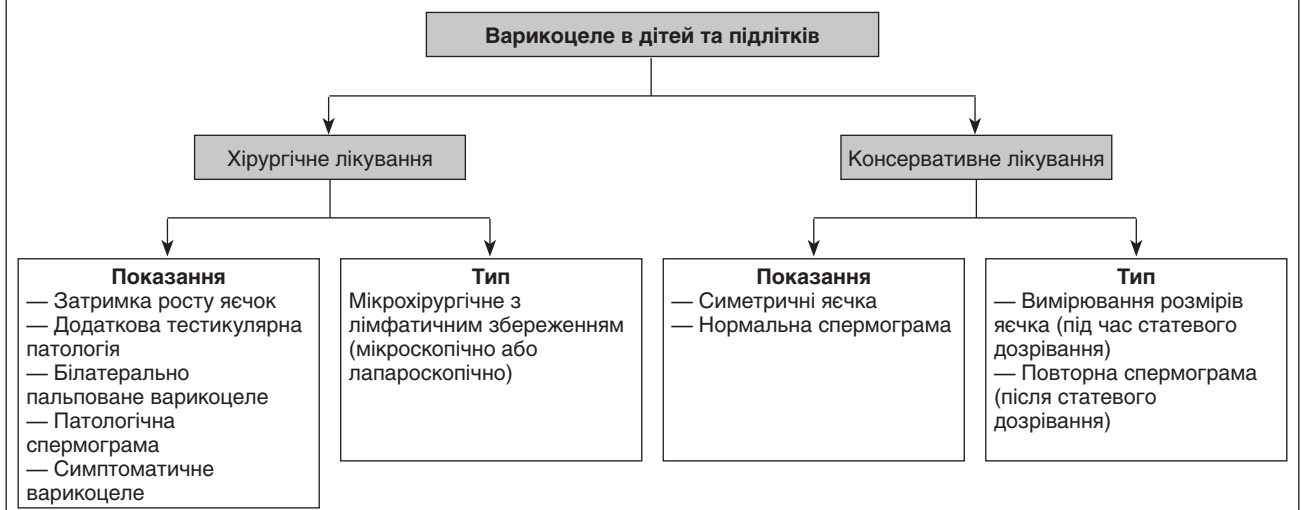 Варикоцеле в дітей та підлітків
Хірургічне лікування
Консервативне лікування
Показання
— Затримка росту яєчок
— Додаткова тестикулярна
патологія
— Білатерально
пальповане варикоцеле
— Патологічна
спермограма
— Симптоматичне
варикоцеле
Тип
Мікрохірургічне з
лімфатичним збереженням
(мікроскопічно або
лапароскопічно)
Показання
— Симетричні яєчка
— Нормальна спермограма
Тип
— Вимірювання розмірів
яєчка (під час статевого
дозрівання)
— Повторна спермограма
(після статевого
дозрівання)